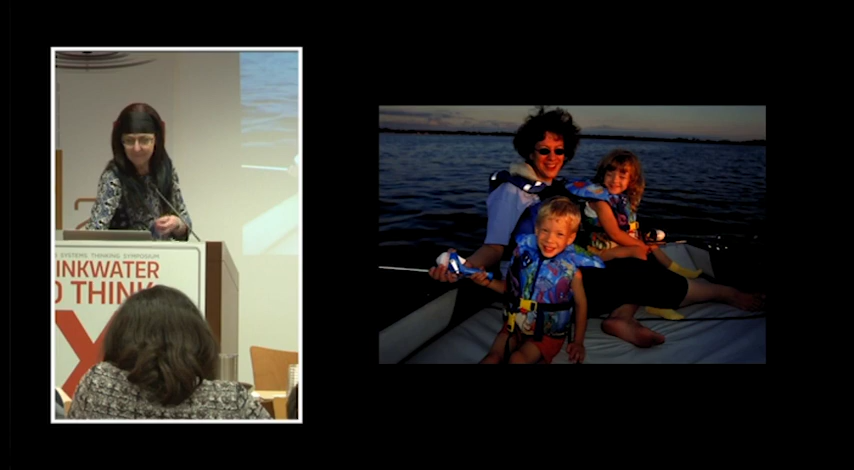 SYSTEMS THINKING SYMPOSIUM
INKWATER
O THINK
X